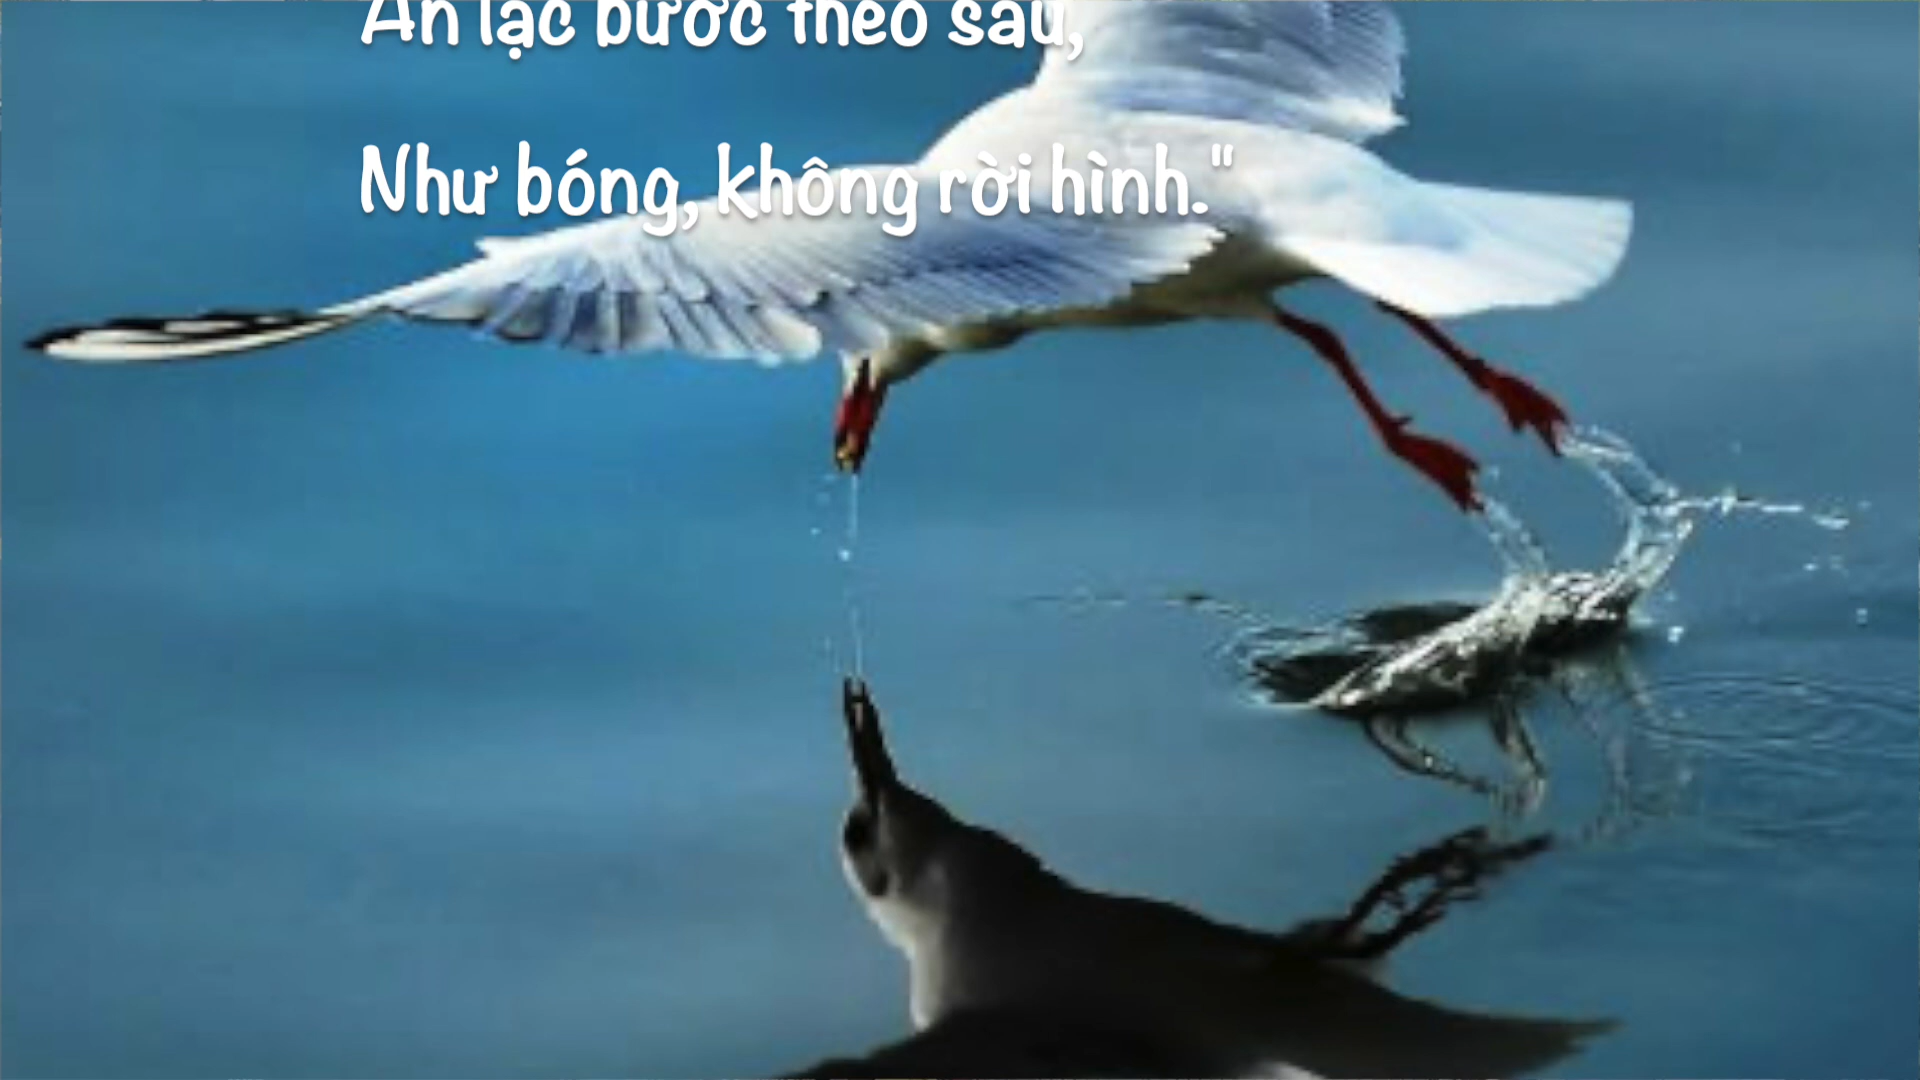 An lạc bước theo sau,
Như bóng, không rời hình."